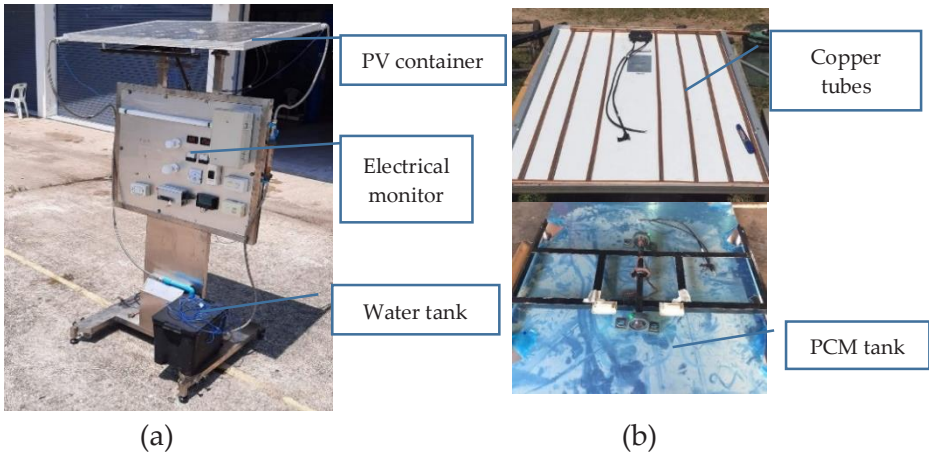 PV container
Electrical
monitor
Water tank
(a)
Copper
tubes
PCM tank
(b)